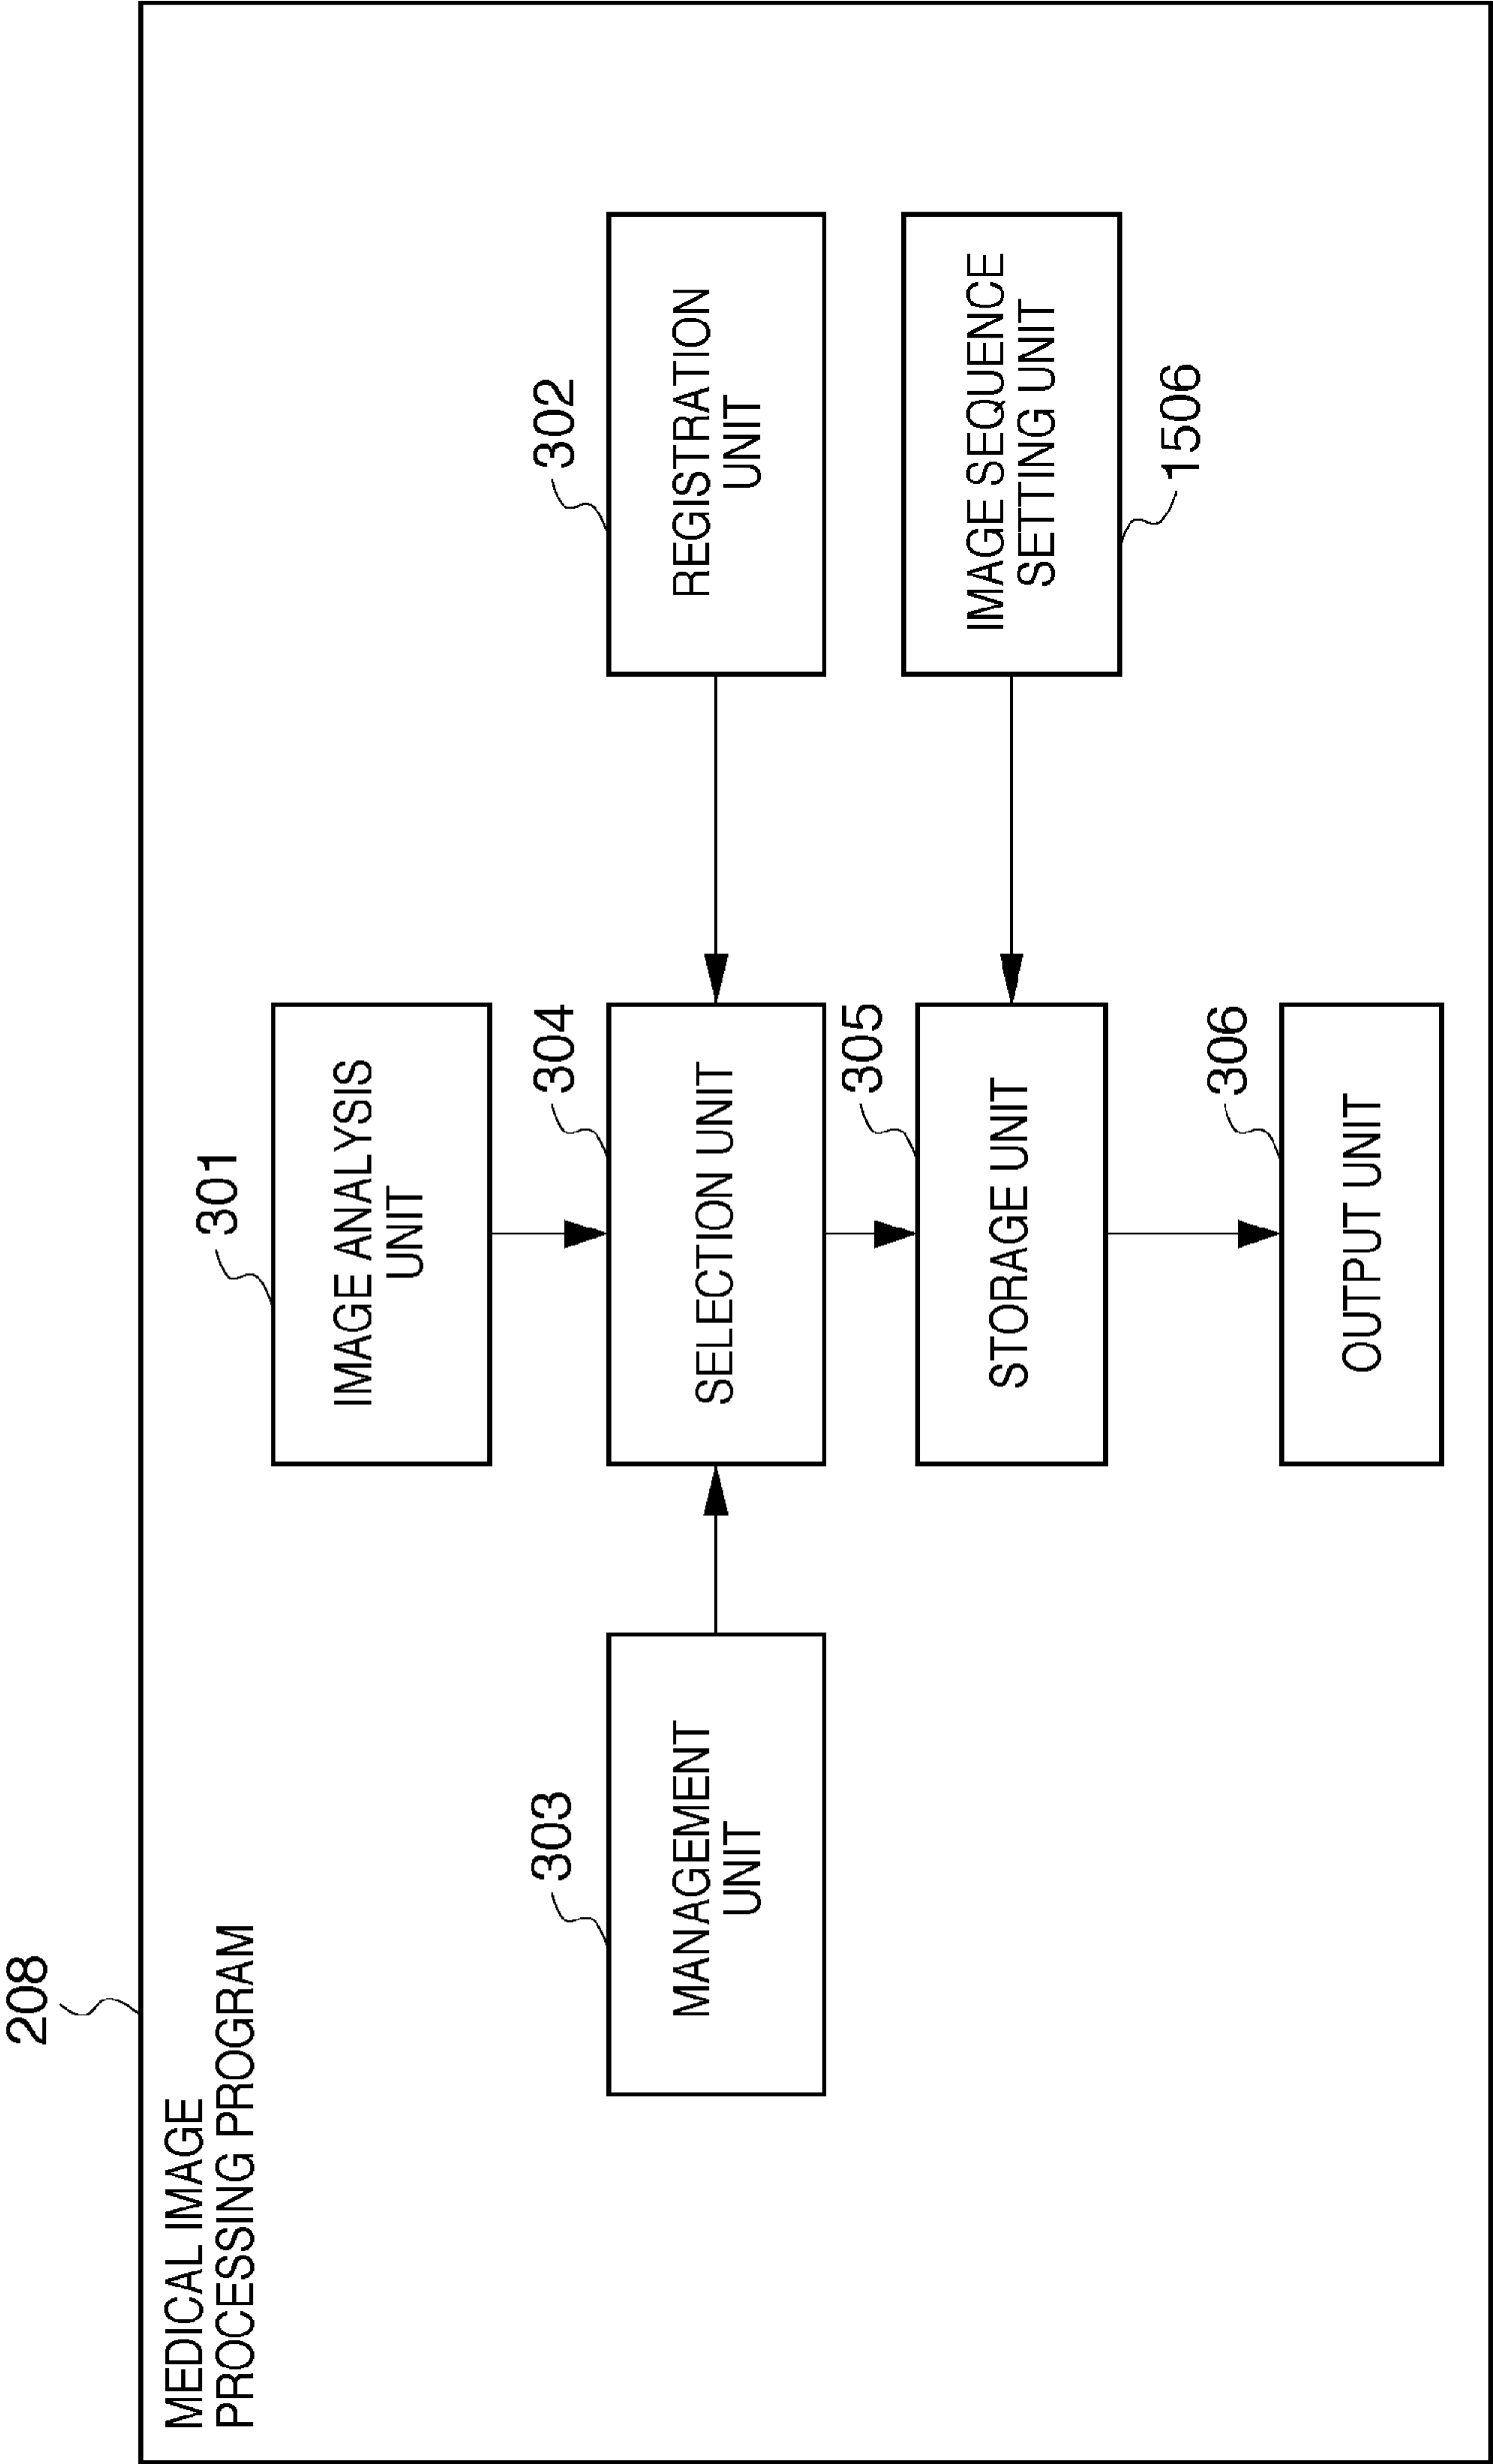 208
MEDICAL IMAGE
PROCESSING PROGRAM
301
IMAGE ANALYSIS
UNIT
303
MANAGEMENT
UNIT
304
SELECTION UNIT
302
REGISTRATION
UNIT
305
STORAGE UNIT
IMAGE SEQUENCE
SETTING UNIT
1506
306
OUTPUT UNIT